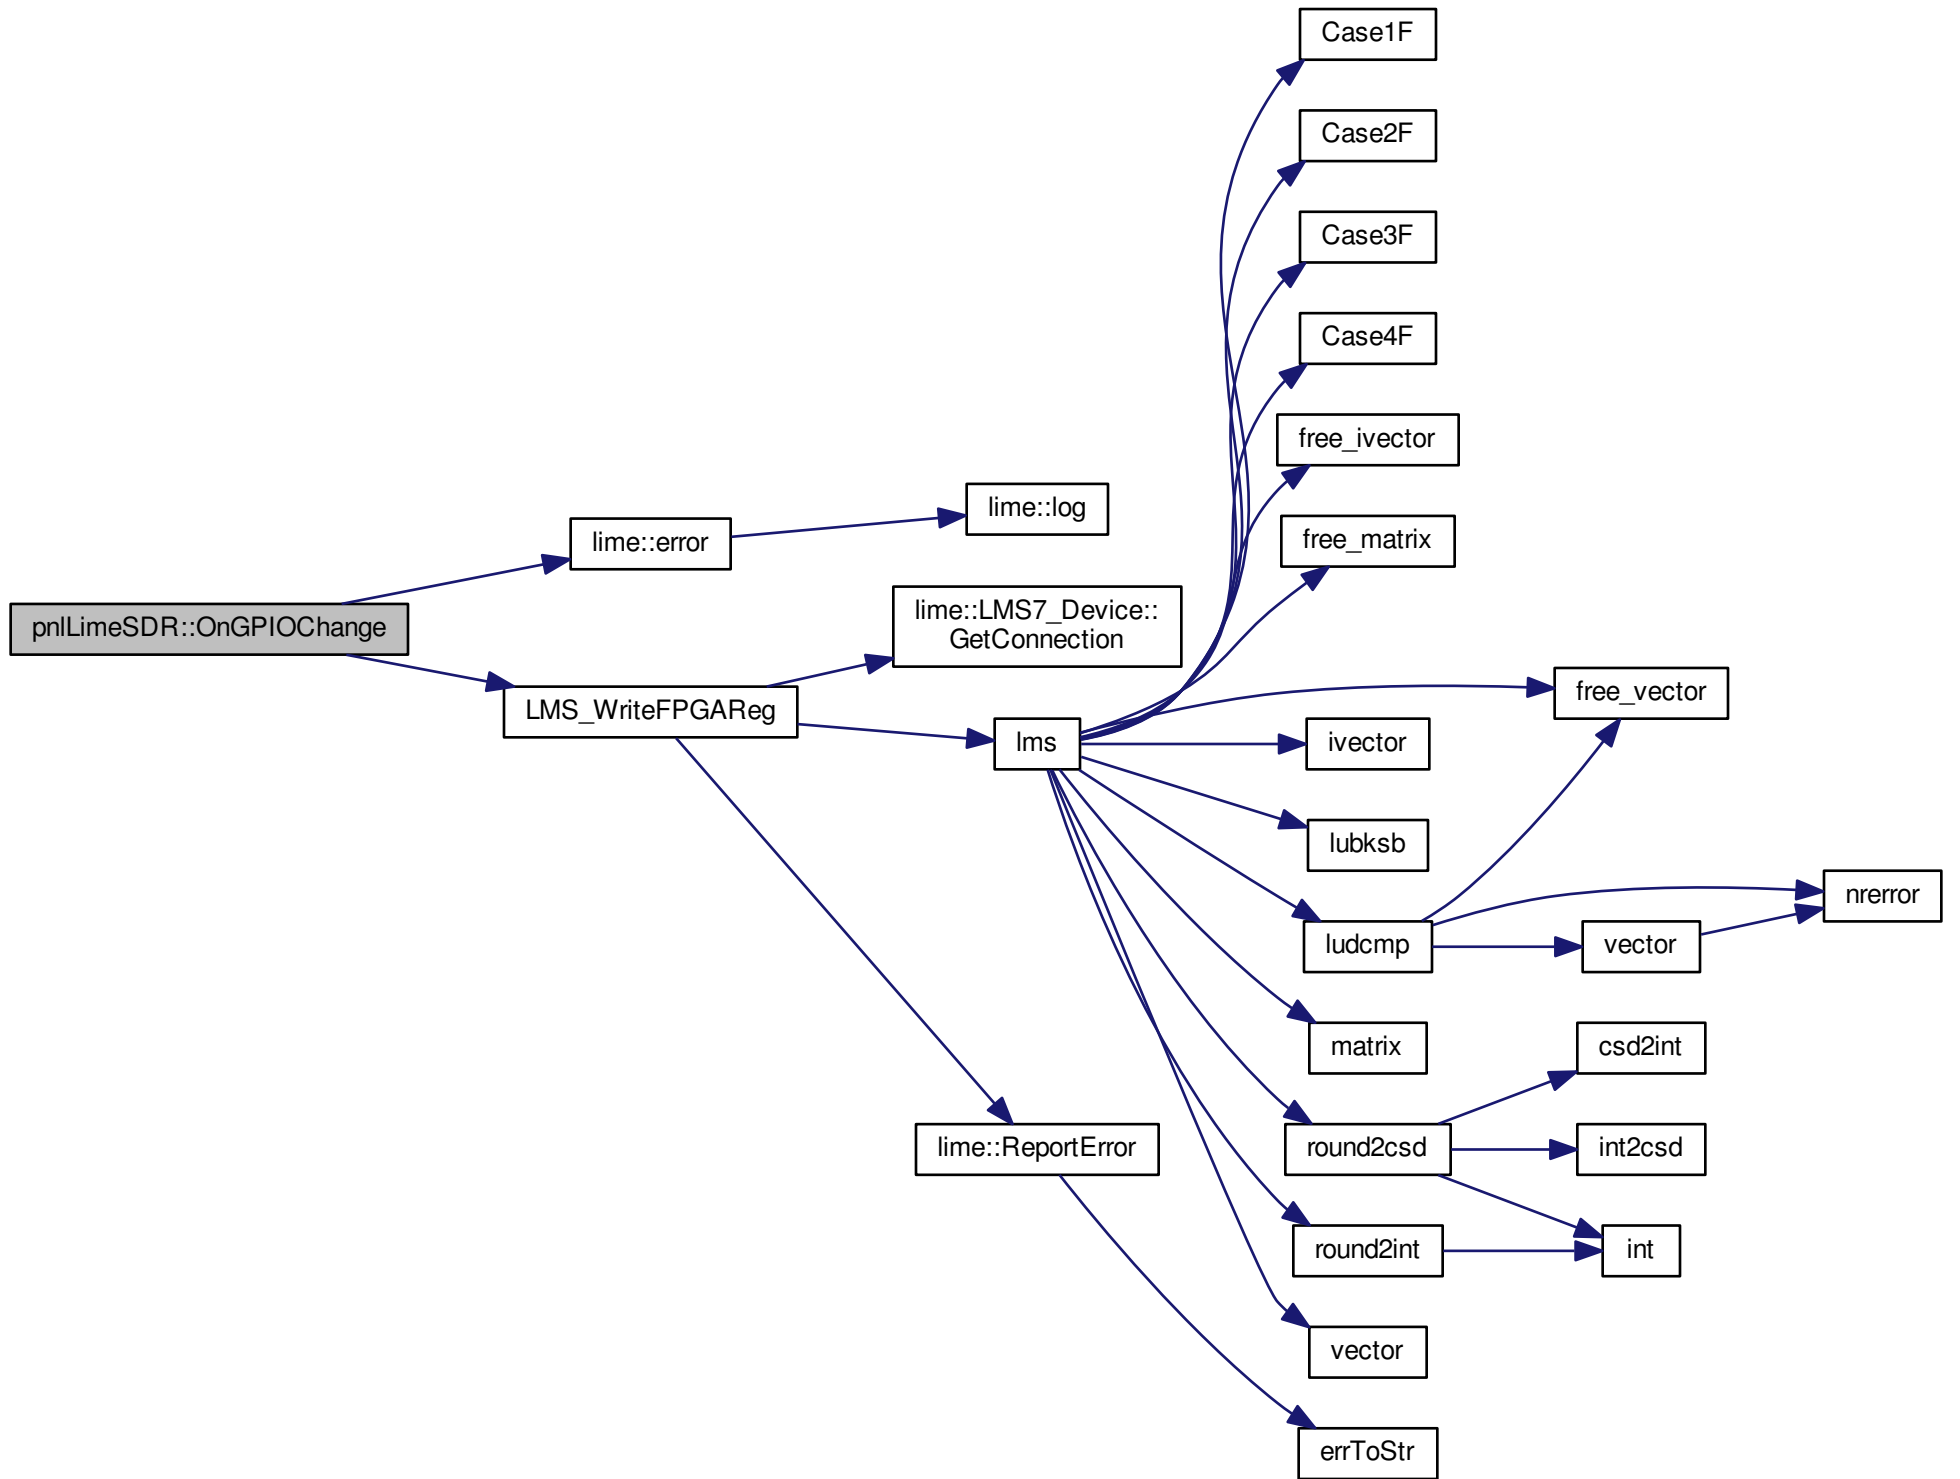 Case1F
Case2F
Case3F
Case4F
free_ivector
lime::log
lime::error
free_matrix
lime::LMS7_Device::
GetConnection
pnlLimeSDR::OnGPIOChange
free_vector
LMS_WriteFPGAReg
lms
ivector
lubksb
nrerror
ludcmp
vector
matrix
csd2int
lime::ReportError
round2csd
int2csd
round2int
int
vector
errToStr